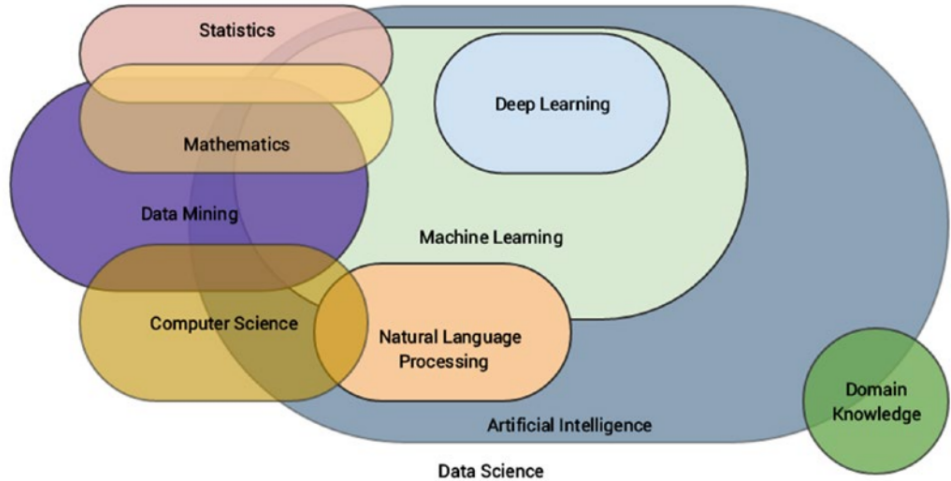 Statistics
Deep Learning
Mathematics
Data Mining
Machine Learning
Computer Science
Natural Language
Processing
Domain
Knowledge
Artificial Intelligence
Data Science